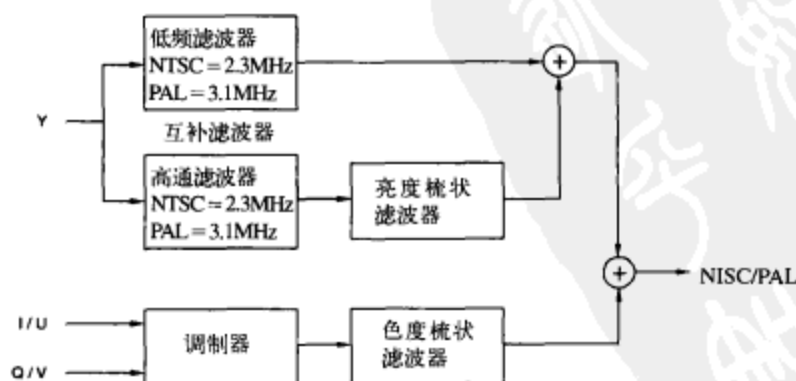 低频滤波器
NTSC=2.3MHz
PAL=3.1MHz
Y
互补滤波器
高通滤波器
NTSC=2.3MHz
PAL=3.1MHz
亮度梳状
滤波器
NISC/PAL
I/U
Q/V
调制器
色度梳状
滤波器